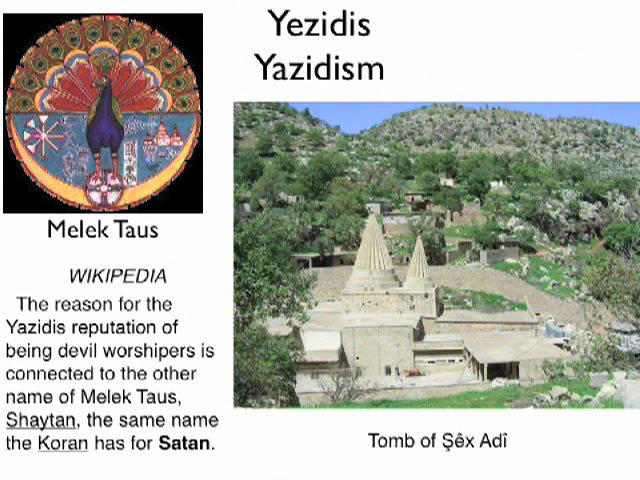 Yezidis
Yazidism
Melek Taus
WIKIPEDIA
The reason for the
Yazidis reputation of
being devil worshipers is
connected to the other
name of Melek Taus,
Shaytan, the same name
the Koran has for Satan.
Tomb of Şêx Adî